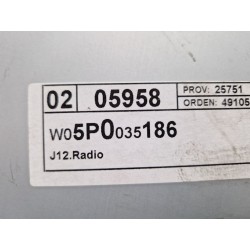 02 05958 PROV: 25751
ORDEN: 49105
W05P0035186
J12.Radio